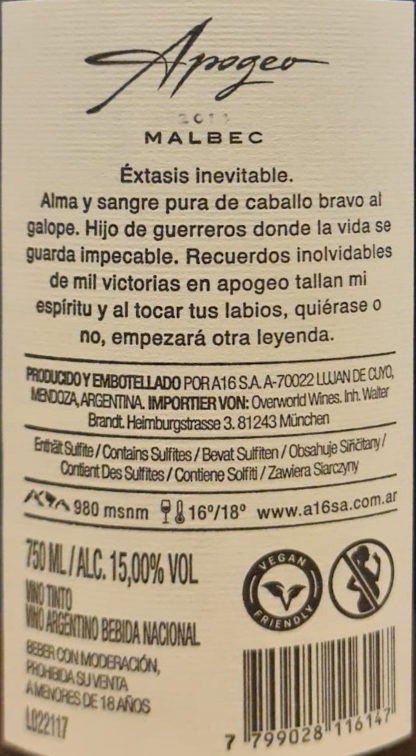 Apogeo
MALBEC
Éxtasis inevitable.
Alma y sangre pura de caballo bravo al
galope. Hijo de guerreros donde la vida se
guarda impecable. Recuerdos inolvidables
de mil victorias en apogeo tallan mi
espíritu y al tocar tus labios, quiérase o
no, empezará otra leyenda.
PRODUCIDO Y EMBOTELLADO POR A16 S.A. A-70022 LUJAN DE CUYO,
MENDOZA, ARGENTINA. IMPORTIER VON: Overworld Wines. Inh. Walter
Brandt. Heimburgstrasse 3. 81243 München
Enthält Sulfite / Contains Sulfites / Bevat Sulfiten / Obsahuje Siřičitany /
Contient Des Sulfites / Contiene Solfiti / Zawiera Siarczyny
980 msnm 16º/18º www.a16sa.com.ar
750 ML / ALC. 15,00% VOL
VINO TINTO
VINO ARGENTINO BEBIDA NACIONAL
BEBER CON MODERACIÓN,
PROHIBIDA SU VENTA
A MENORES DE 18 AÑOS
L022117
VEGAN
FRIENDLY
7 799028 116147